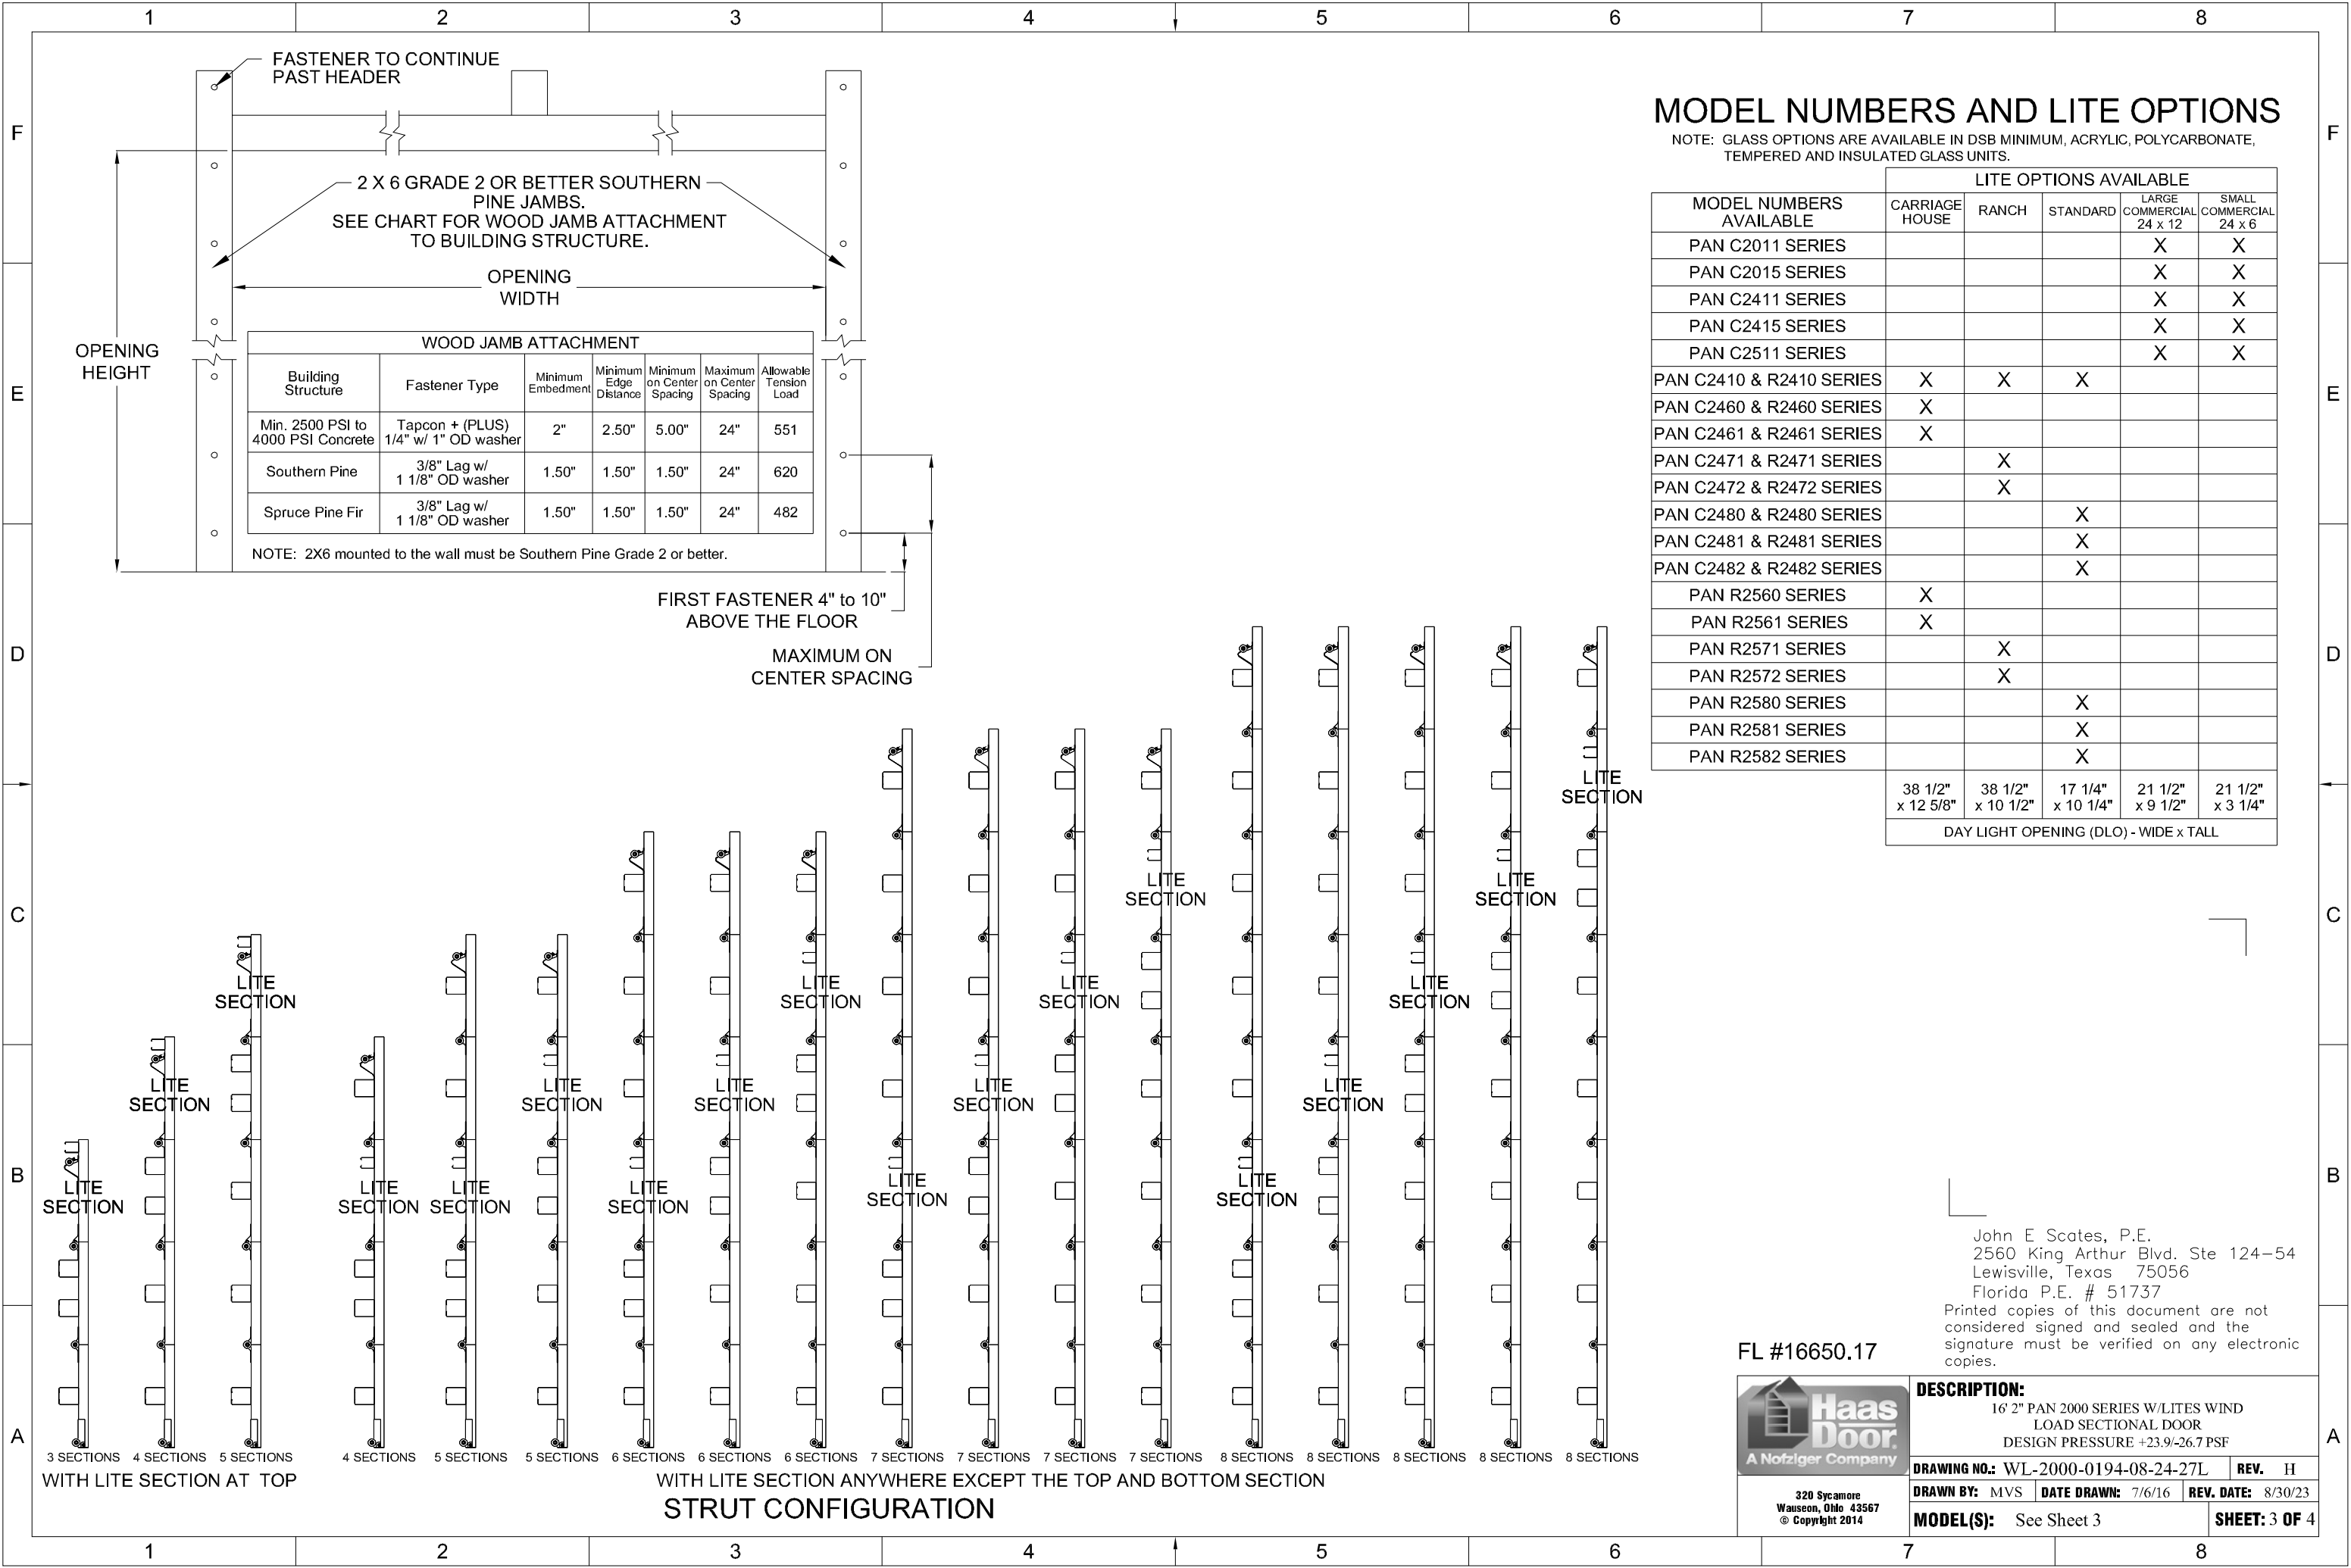 1 2 3 4 5 6 7 8
F F
E E
D D
C C
B B
A A
FASTENER TO CONTINUE
PAST HEADER
2 X 6 GRADE 2 OR BETTER SOUTHERN
PINE JAMBS.
SEE CHART FOR WOOD JAMB ATTACHMENT
TO BUILDING STRUCTURE.
OPENING
WIDTH
OPENING
HEIGHT
WOOD JAMB ATTACHMENT
Building Structure | Fastener Type | Minimum Embedment | Minimum Edge Distance | Minimum on Center Spacing | Maximum on Center Spacing | Allowable Tension Load
Min. 2500 PSI to 4000 PSI Concrete | Tapcon + (PLUS) 1/4" w/ 1" OD washer | 2" | 2.50" | 5.00" | 24" | 551
Southern Pine | 3/8" Lag w/ 1 1/8" OD washer | 1.50" | 1.50" | 1.50" | 24" | 620
Spruce Pine Fir | 3/8" Lag w/ 1 1/8" OD washer | 1.50" | 1.50" | 1.50" | 24" | 482
NOTE: 2X6 mounted to the wall must be Southern Pine Grade 2 or better.
FIRST FASTENER 4" to 10"
ABOVE THE FLOOR
MAXIMUM ON
CENTER SPACING
MODEL NUMBERS AND LITE OPTIONS
NOTE: GLASS OPTIONS ARE AVAILABLE IN DSB MINIMUM, ACRYLIC, POLYCARBONATE,
TEMPERED AND INSULATED GLASS UNITS.
LITE OPTIONS AVAILABLE
MODEL NUMBERS AVAILABLE | CARRIAGE HOUSE | RANCH | STANDARD | LARGE COMMERCIAL 24 x 12 | SMALL COMMERCIAL 24 x 6
PAN C2011 SERIES X X
PAN C2015 SERIES X X
PAN C2411 SERIES X X
PAN C2415 SERIES X X
PAN C2511 SERIES X X
PAN C2410 & R2410 SERIES X X X
PAN C2460 & R2460 SERIES X
PAN C2461 & R2461 SERIES X
PAN C2471 & R2471 SERIES X
PAN C2472 & R2472 SERIES X
PAN C2480 & R2480 SERIES X
PAN C2481 & R2481 SERIES X
PAN C2482 & R2482 SERIES X
PAN R2560 SERIES X
PAN R2561 SERIES X
PAN R2571 SERIES X
PAN R2572 SERIES X
PAN R2580 SERIES X
PAN R2581 SERIES X
PAN R2582 SERIES X
38 1/2" 38 1/2" 17 1/4" 21 1/2" 21 1/2"
x 12 5/8" x 10 1/2" x 10 1/4" x 9 1/2" x 3 1/4"
DAY LIGHT OPENING (DLO) - WIDE x TALL
LITE
SECTION
LITE
SECTION
LITE
SECTION
LITE
SECTION
LITE
SECTION
LITE
SECTION
LITE
SECTION
LITE
SECTION
LITE
SECTION
LITE
SECTION
LITE
SECTION
LITE
SECTION
LITE
SECTION
LITE
SECTION
LITE
SECTION
LITE
SECTION
LITE
SECTION
LITE
SECTION
3 SECTIONS 4 SECTIONS 5 SECTIONS 4 SECTIONS 5 SECTIONS 5 SECTIONS 6 SECTIONS 6 SECTIONS 6 SECTIONS 7 SECTIONS 7 SECTIONS 7 SECTIONS 7 SECTIONS 8 SECTIONS 8 SECTIONS 8 SECTIONS 8 SECTIONS 8 SECTIONS
WITH LITE SECTION AT TOP
WITH LITE SECTION ANYWHERE EXCEPT THE TOP AND BOTTOM SECTION
STRUT CONFIGURATION
John E Scates, P.E.
2560 King Arthur Blvd. Ste 124-54
Lewisville, Texas 75056
Florida P.E. # 51737
Printed copies of this document are not
considered signed and sealed and the
signature must be verified on any electronic
copies.
FL #16650.17
Haas
Door
A Nofziger Company
320 Sycamore
Wauseon, Ohio 43567
© Copyright 2014
DESCRIPTION:
16' 2" PAN 2000 SERIES W/LITES WIND
LOAD SECTIONAL DOOR
DESIGN PRESSURE +23.9/-26.7 PSF
DRAWING NO.: WL-2000-0194-08-24-27L REV. H
DRAWN BY: MVS DATE DRAWN: 7/6/16 REV. DATE: 8/30/23
MODEL(S): See Sheet 3 SHEET: 3 OF 4
1 2 3 4 5 6 7 8